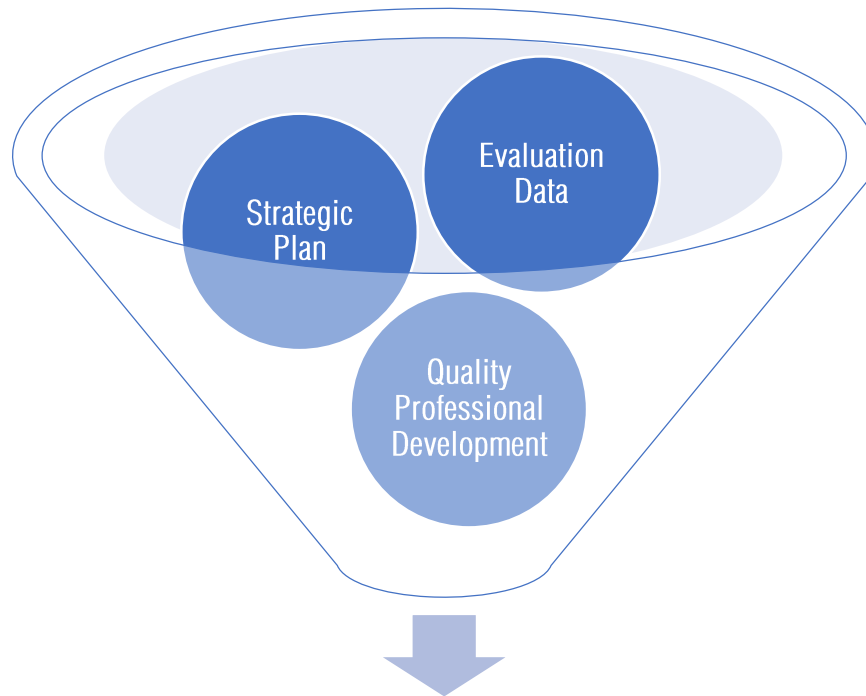 Evaluation
Data
Strategic
Plan
Quality
Professional
Development